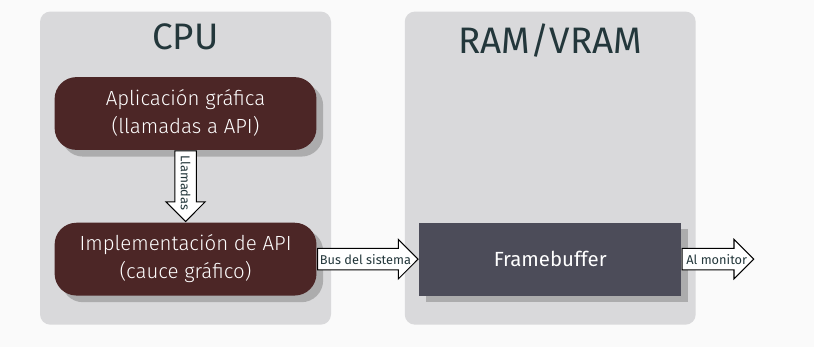 CPU
RAM/VRAM
Aplicación gráfica
(llamadas a API)
Llamadas
Implementación de API
(cauce gráfico)
Bus del sistema
Framebuffer
Al monitor